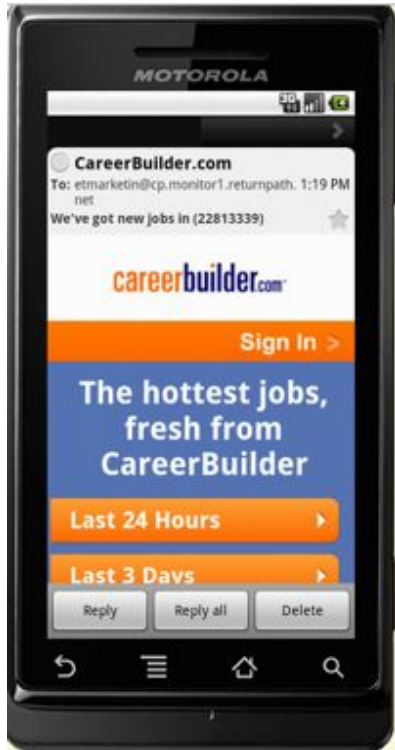 MOTOROLA
3G
CareerBuilder.com
To: etmarketin@cp.monitor1.returnpath. 1:19 PM
net
We've got new jobs in (22813339)
careerbuilder.com
Sign In >
The hottest jobs,
fresh from
CareerBuilder
Last 24 Hours
Last 3 Days
Reply Reply all Delete